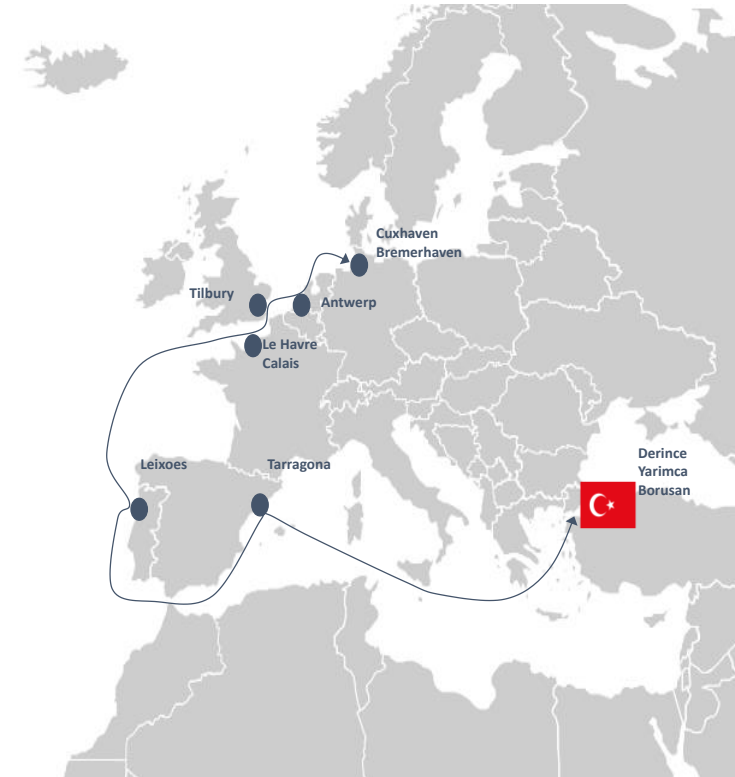 Cuxhaven
Bremerhaven
Tilbury
Antwerp
Le Havre
Calais
Leixoes
Tarragona
Derince
Yarimca
Borusan